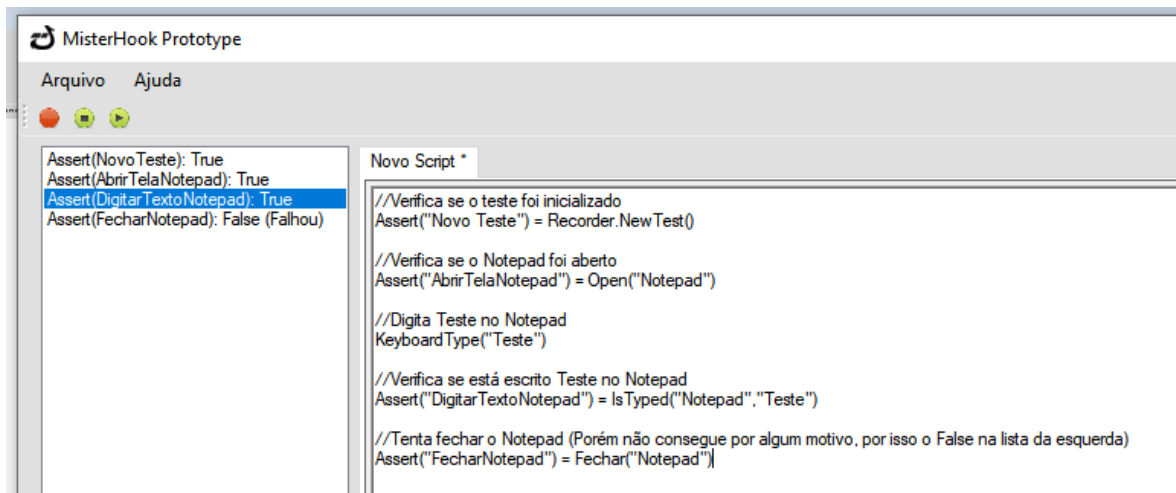 MisterHook Prototype
Arquivo Ajuda
Assert(NovoTeste): True
Assert(AbrirTelaNotepad): True
Assert(DigitarTextoNotepad): True
Assert(FecharNotepad): False (Falhou)
Novo Script *
//Verifica se o teste foi inicializado
Assert("Novo Teste") = Recorder.NewTest()
//Verifica se o Notepad foi aberto
Assert("AbrirTelaNotepad") = Open("Notepad")
//Digita Teste no Notepad
KeyboardType("Teste")
//Verifica se está escrito Teste no Notepad
Assert("DigitarTextoNotepad") = IsTyped("Notepad","Teste")
//Tenta fechar o Notepad (Porém não consegue por algum motivo, por isso o False na lista da esquerda)
Assert("FecharNotepad") = Fechar("Notepad")